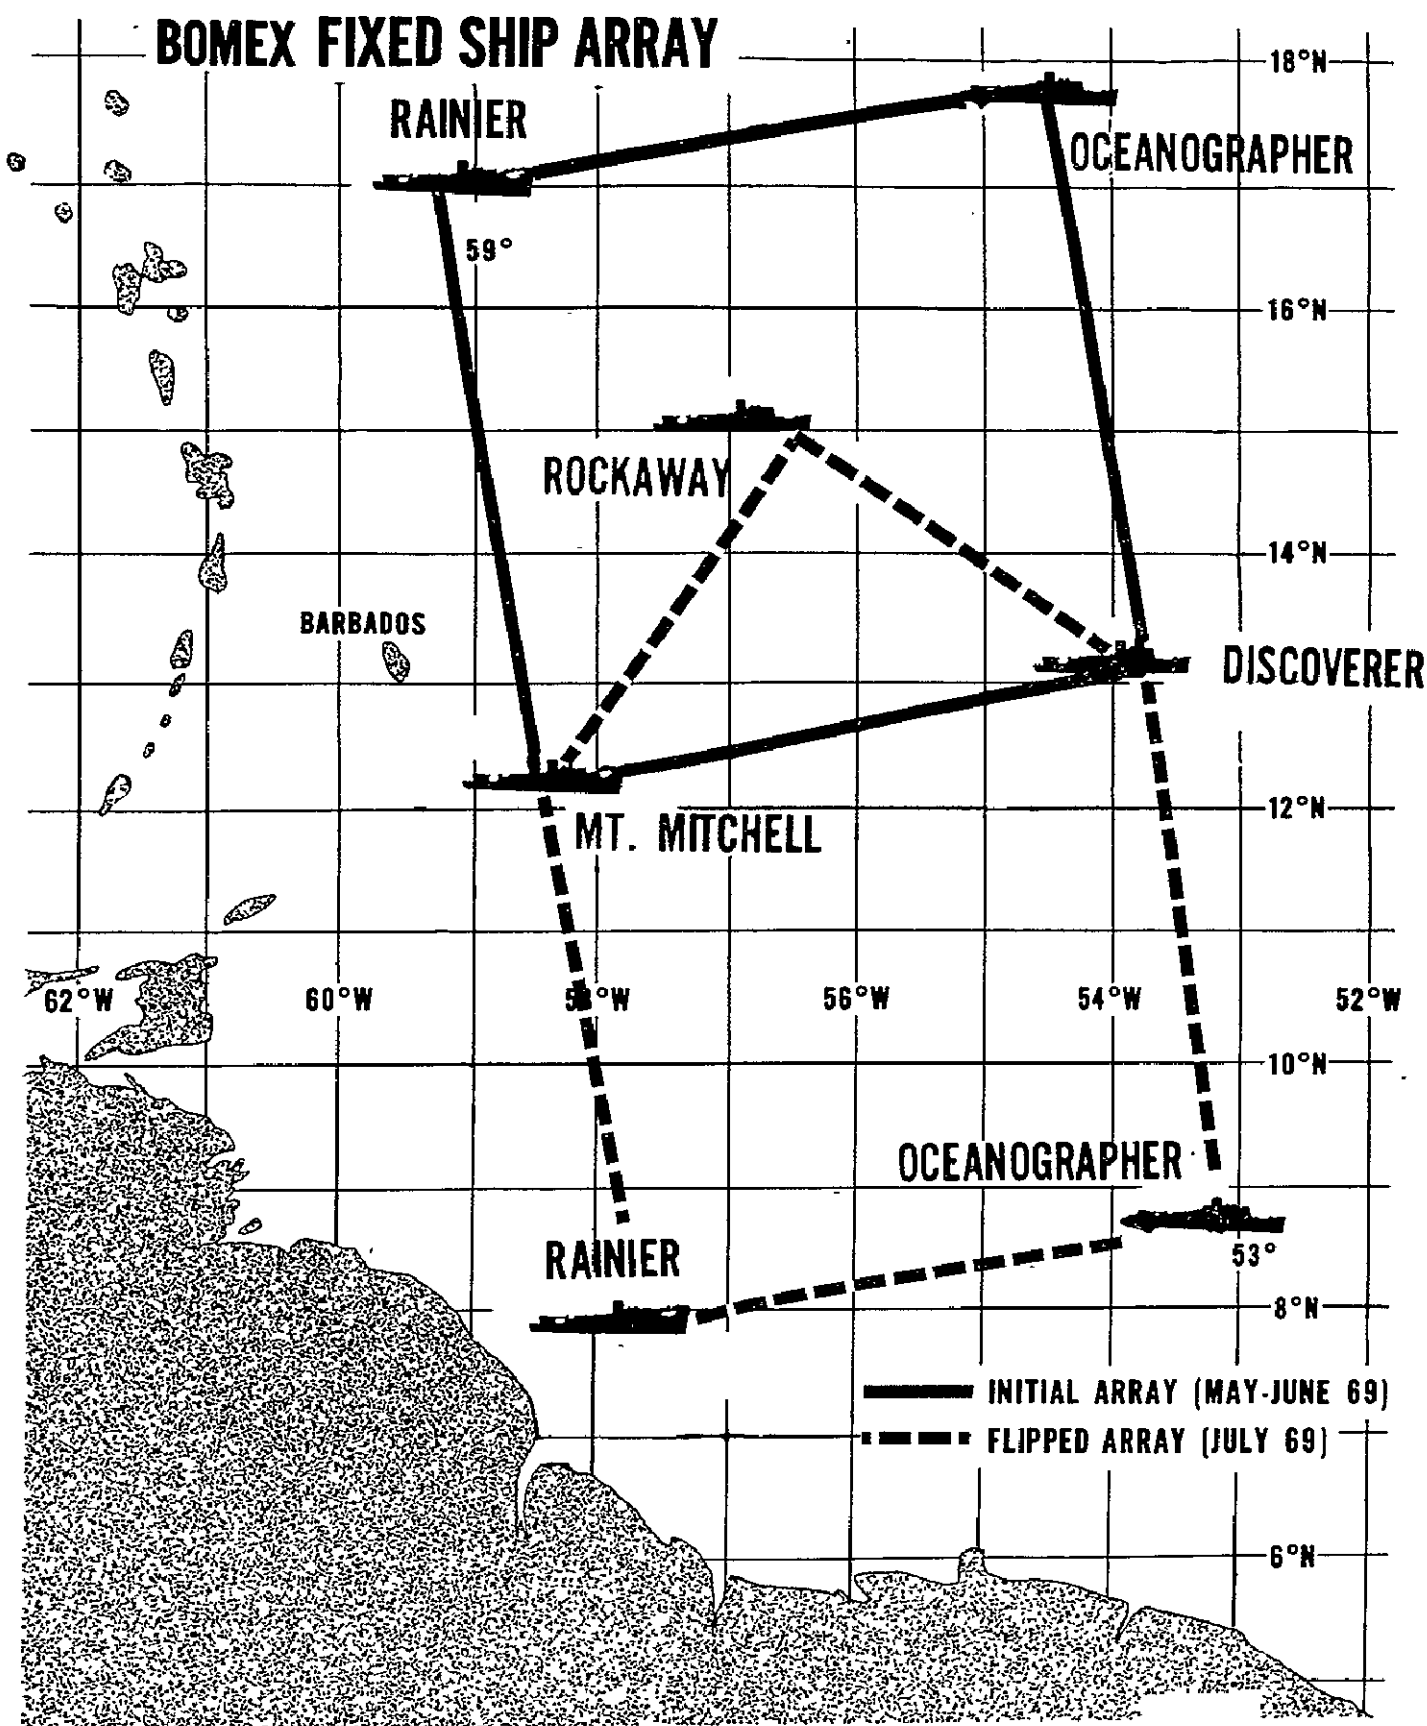 BOMEX FIXED SHIP ARRAY
18°N
RAINIER
OCEANOGRAPHER
59°
16°N
ROCKAWAY
14°N
BARBADOS
DISCOVERER
12°N
MT. MITCHELL
62°W
60°W
58°W
56°W
54°W
52°W
10°N
OCEANOGRAPHER
RAINIER
53°
8°N
INITIAL ARRAY (MAY-JUNE 69)
FLIPPED ARRAY (JULY 69)
6°N